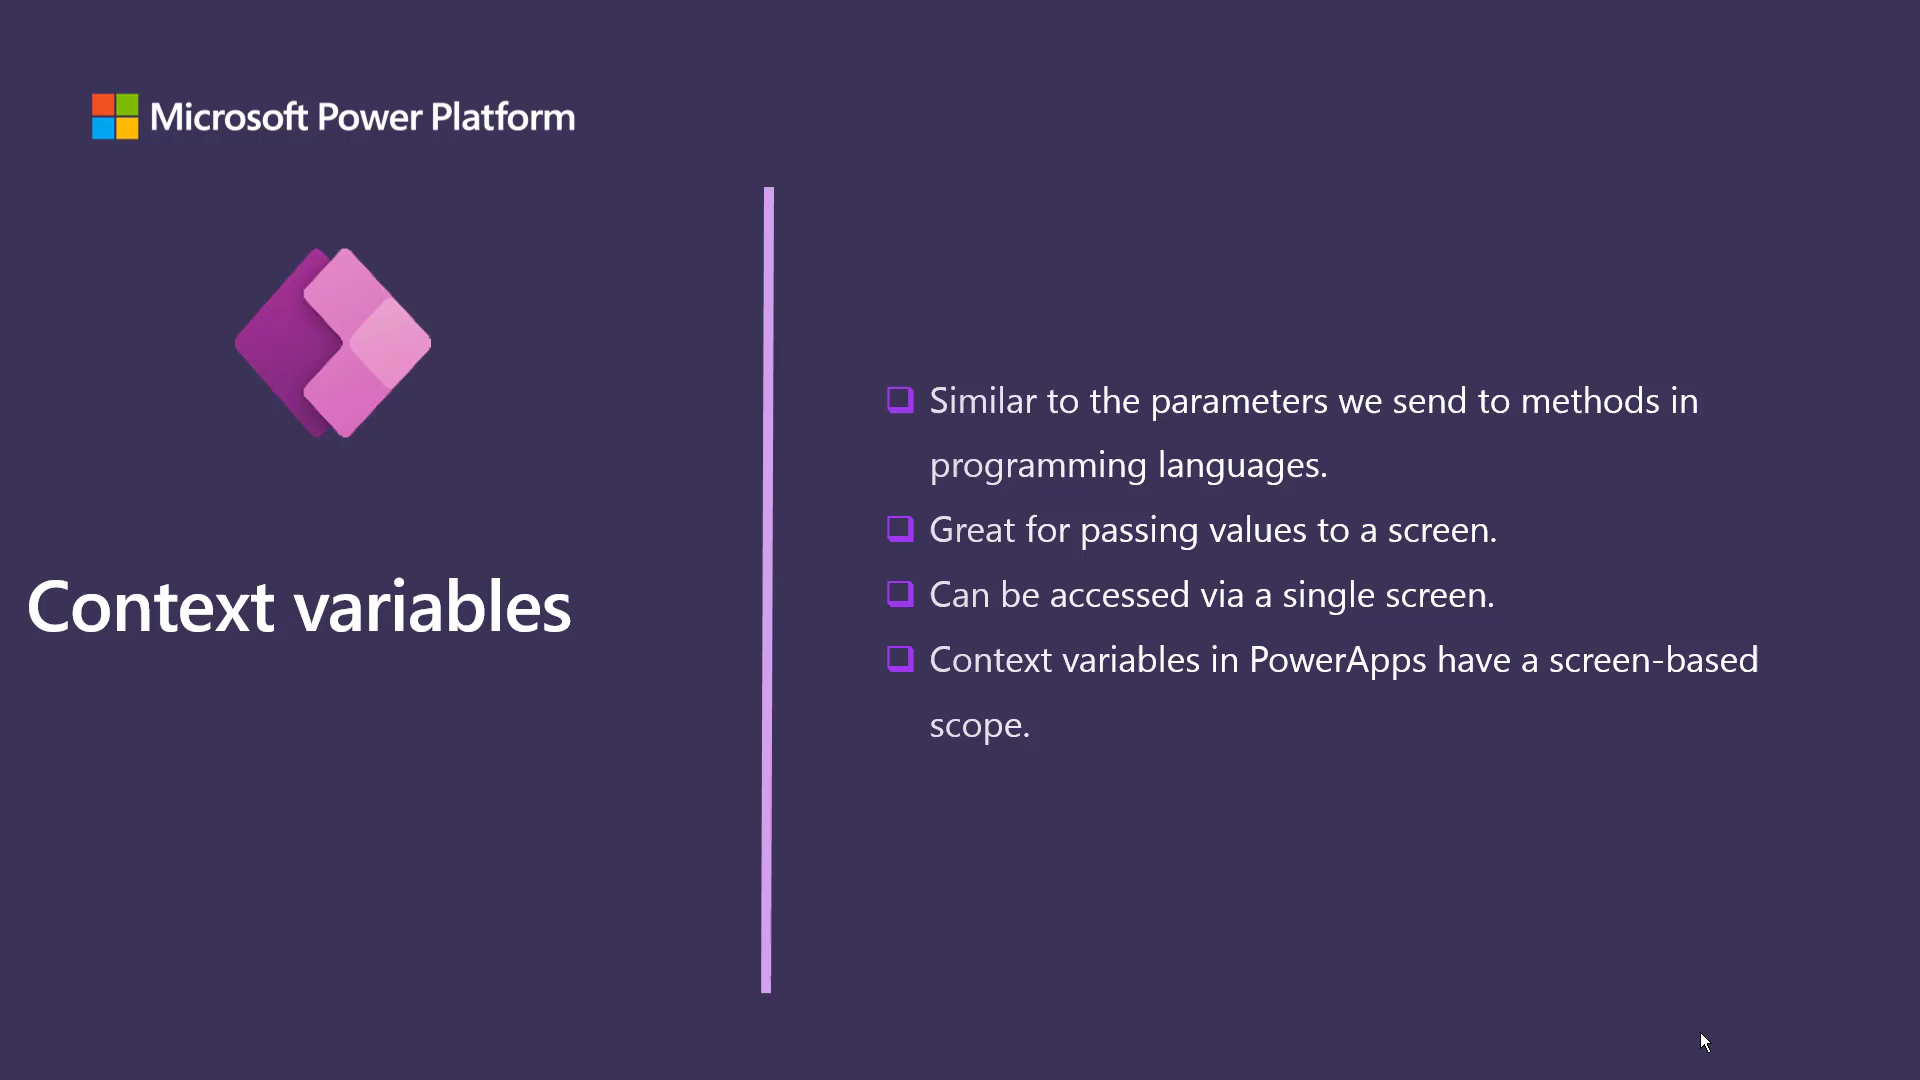 Microsoft Power Platform
Context variables
Similar to the parameters we send to methods in
programming languages.
Great for passing values to a screen.
Can be accessed via a single screen.
Context variables in PowerApps have a screen-based
scope.